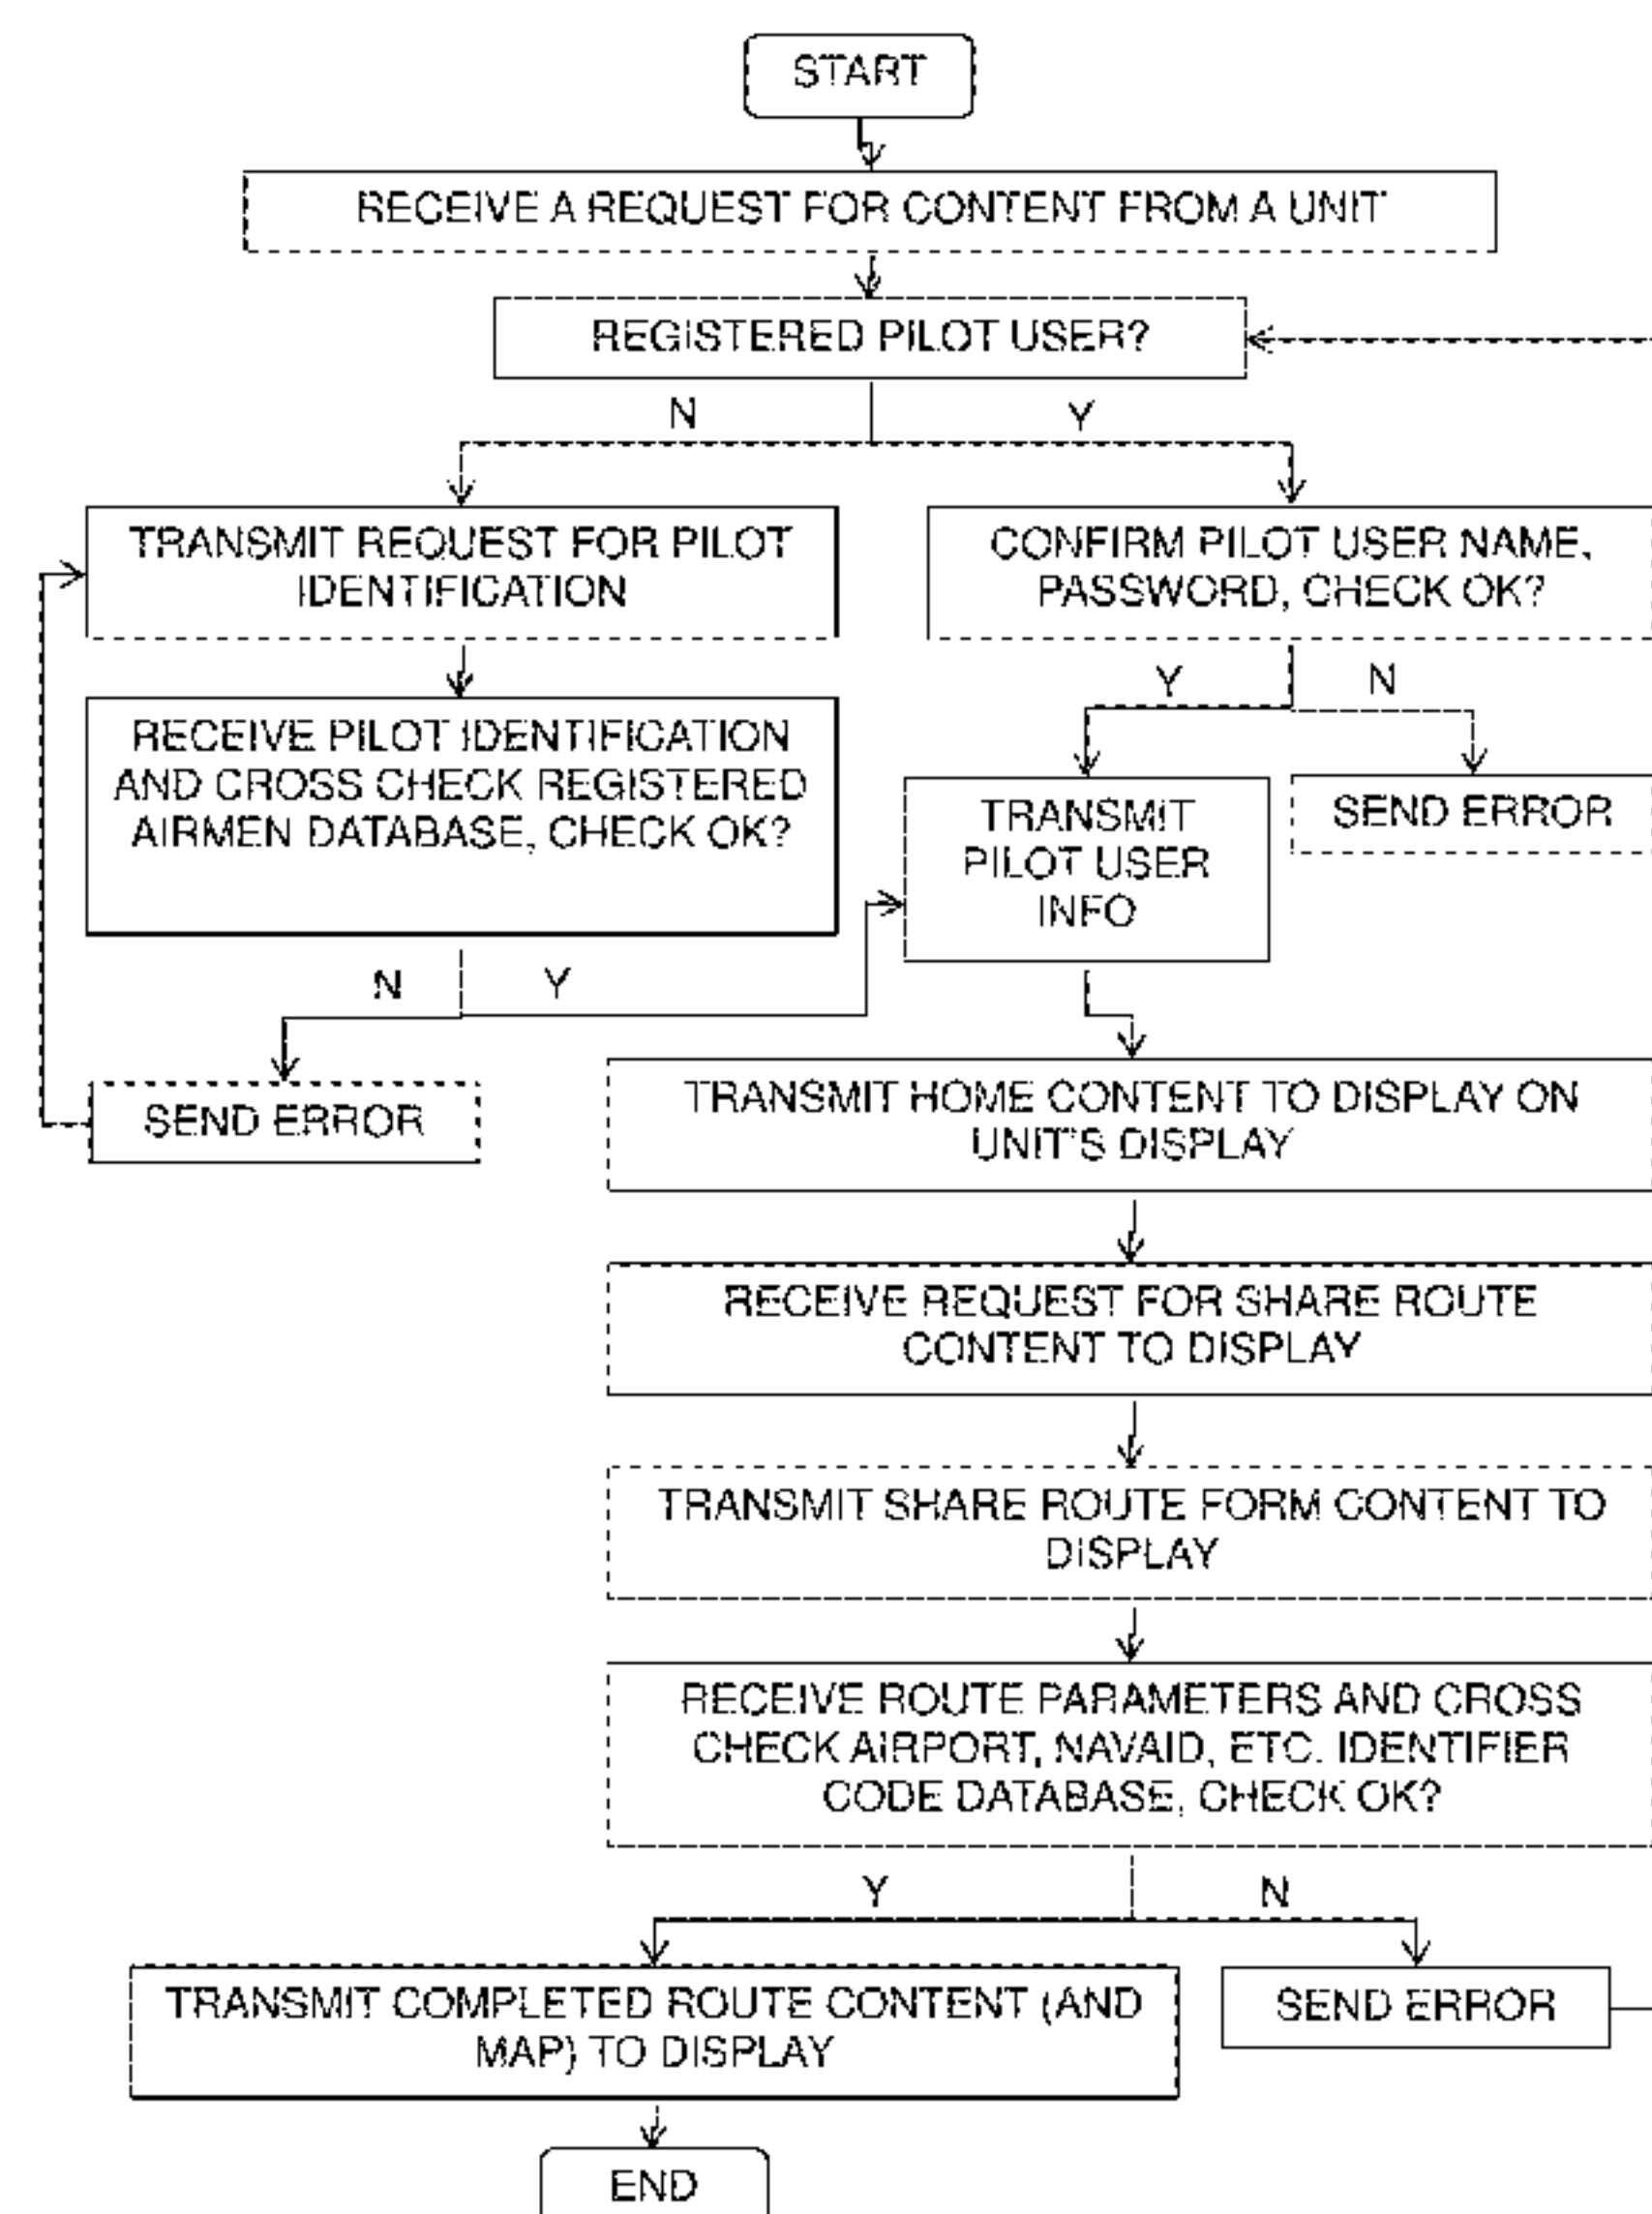 START
RECEIVE A REQUEST FOR CONTENT FROM A UNIT
REGISTERED PILOT USER?
N
Y
TRANSMIT REQUEST FOR PILOT
IDENTIFICATION
CONFIRM PILOT USER NAME,
PASSWORD, CHECK OK?
Y
N
RECEIVE PILOT IDENTIFICATION
AND CROSS CHECK REGISTERED
AIRMEN DATABASE, CHECK OK?
TRANSMIT
PILOT USER
INFO
SEND ERROR
N
Y
SEND ERROR
TRANSMIT HOME CONTENT TO DISPLAY ON
UNIT'S DISPLAY
RECEIVE REQUEST FOR SHARE ROUTE
CONTENT TO DISPLAY
TRANSMIT SHARE ROUTE FORM CONTENT TO
DISPLAY
RECEIVE ROUTE PARAMETERS AND CROSS
CHECK AIRPORT, NAVAID, ETC. IDENTIFIER
CODE DATABASE, CHECK OK?
Y
N
TRANSMIT COMPLETED ROUTE CONTENT (AND
MAP) TO DISPLAY
SEND ERROR
END